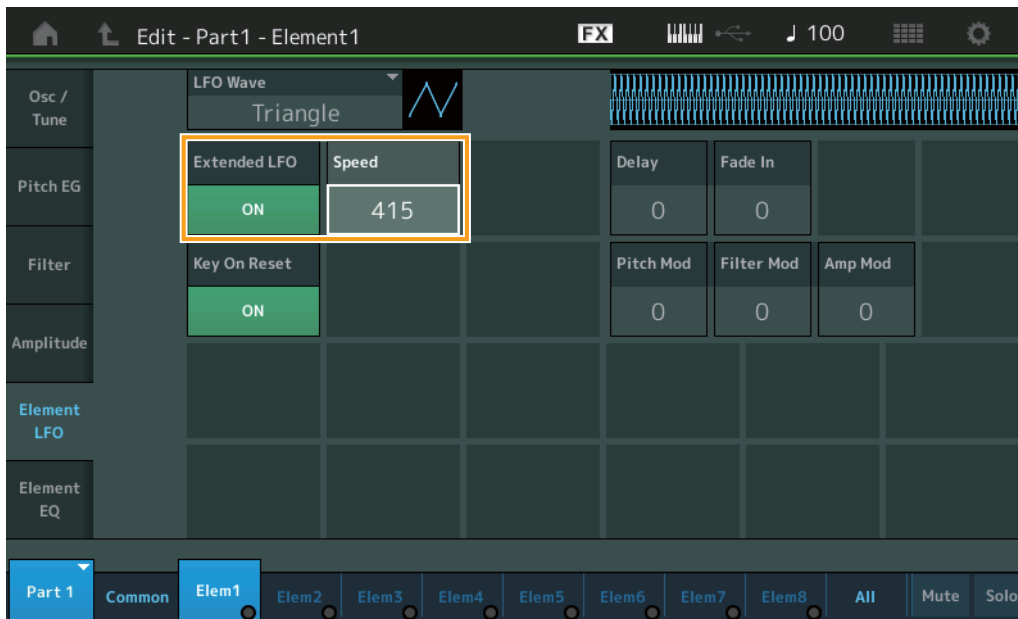 Edit - Part1 - Element1
FX
♩ 100
Osc /
Tune
Pitch EG
Filter
Amplitude
Element
LFO
Element
EQ
LFO Wave
Triangle
Extended LFO
ON
Speed
415
Delay
0
Fade In
0
Key On Reset
ON
Pitch Mod
0
Filter Mod
0
Amp Mod
0
Part 1
Common
Elem1
Elem2
Elem3
Elem4
Elem5
Elem6
Elem7
Elem8
All
Mute
Solo